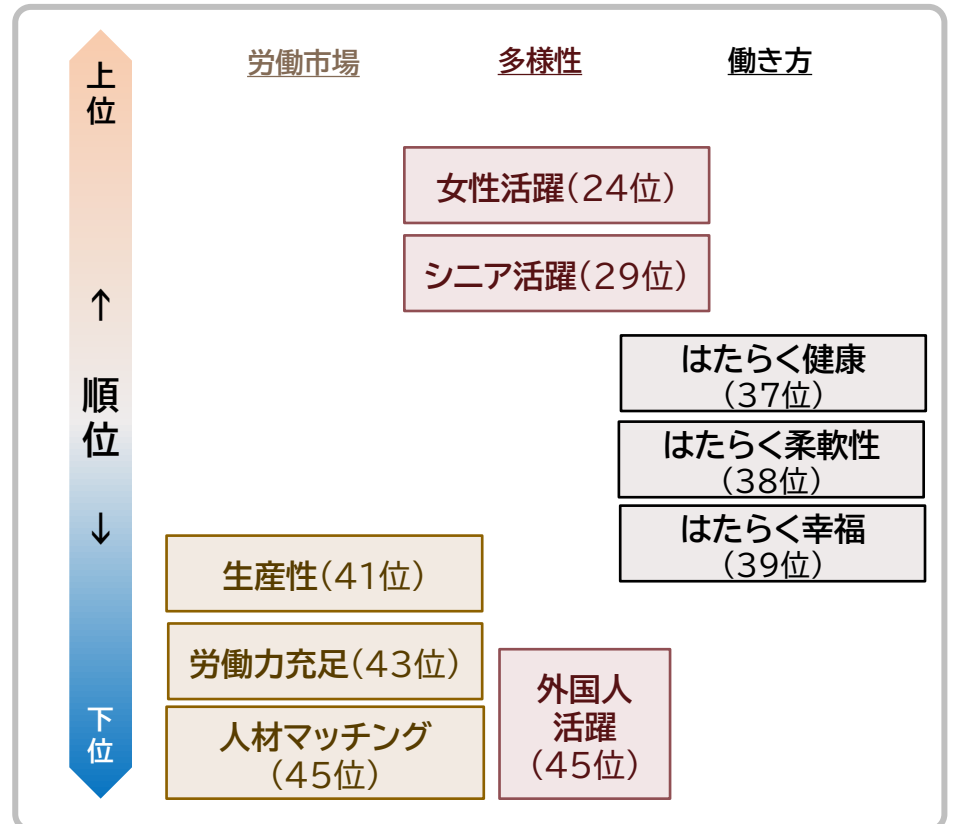 上位
↑
順位
↓
下位
労働市場
多様性
働き方
女性活躍（24位）
シニア活躍（29位）
はたらく健康
（37位）
はたらく柔軟性
（38位）
はたらく幸福
（39位）
生産性（41位）
労働力充足（43位）
人材マッチング
（45位）
外国人
活躍
（45位）